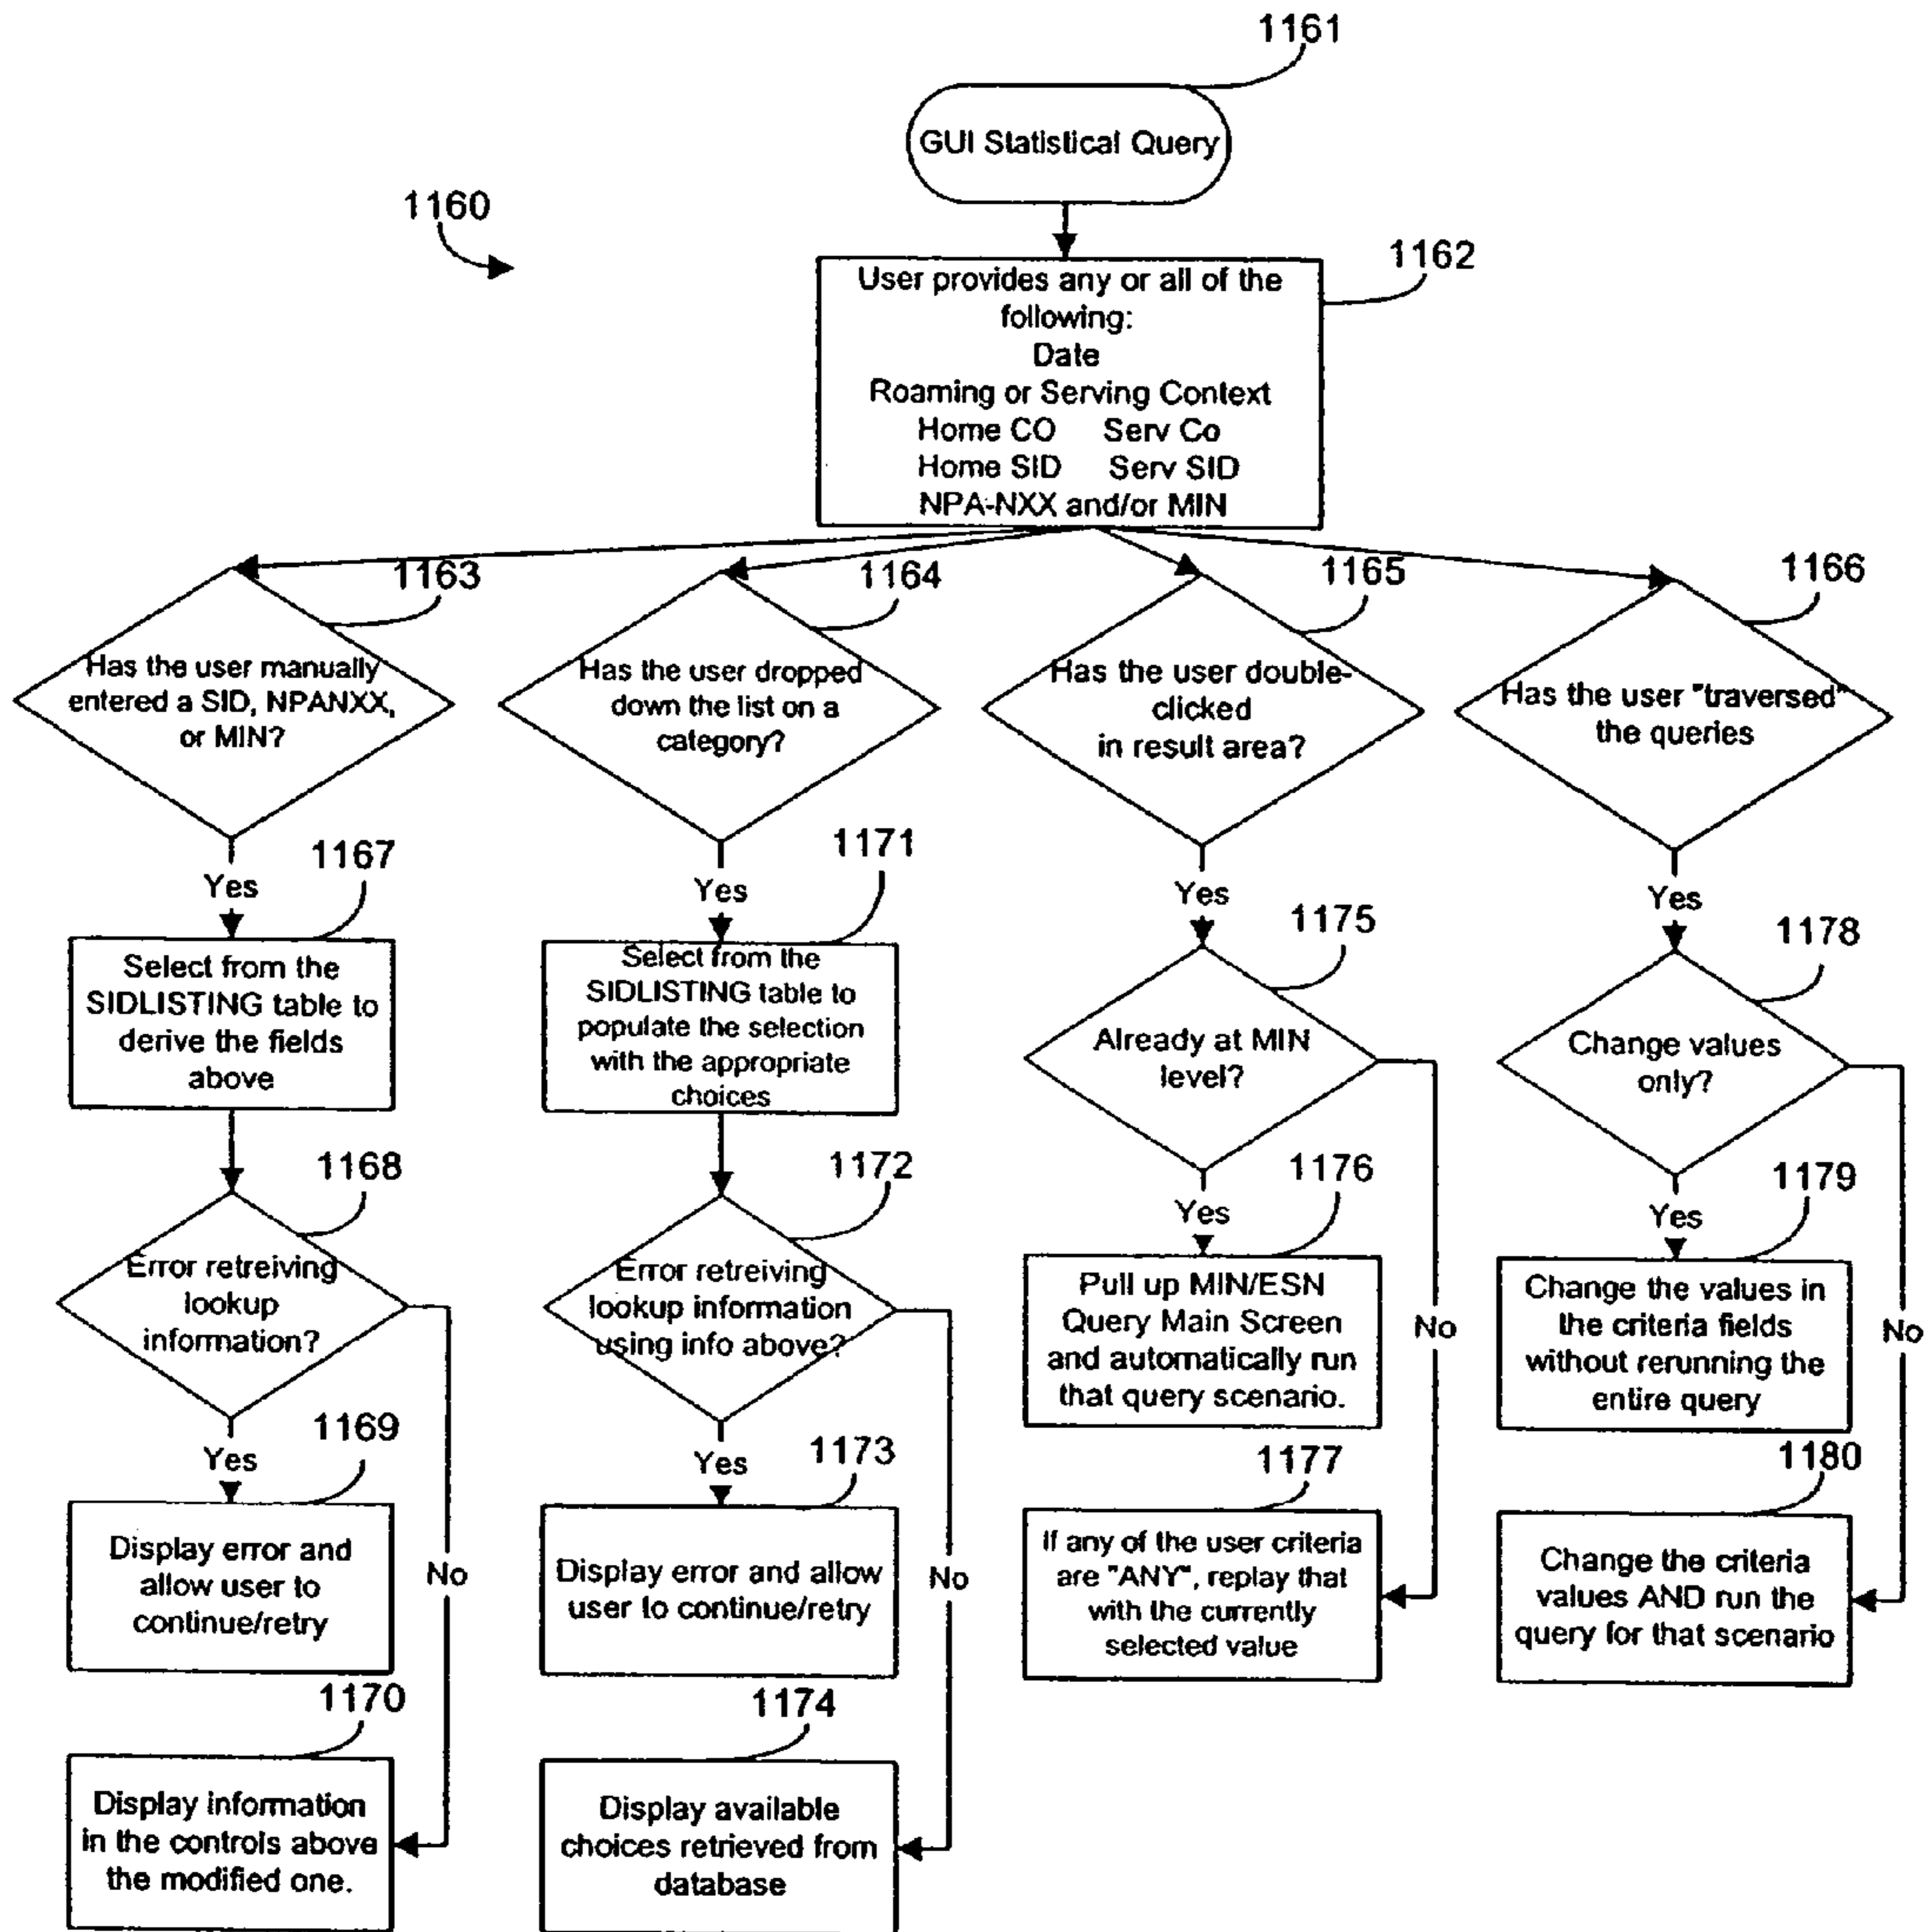 1161
GUI Statistical Query
1160
1162
User provides any or all of the
following:
Date
Roaming or Serving Context
Home CO Serv Co
Home SID Serv SID
NPA-NXX and/or MIN
1163
1164
1165
1166
Has the user manually
entered a SID, NPANXX,
or MIN?
Has the user dropped
down the list on a
category?
Has the user double-
clicked
in result area?
Has the user "traversed"
the queries
Yes
1167
Yes
1171
Yes
1175
Yes
1178
Select from the
SIDLISTING table to
derive the fields
above
Select from the
SIDLISTING table to
populate the selection
with the appropriate
choices
Already at MIN
level?
Change values
only?
1168
1172
Yes
1176
No
Yes
1179
No
Error retreiving
lookup
information?
Error retreiving
lookup information
using info above?
Pull up MIN/ESN
Query Main Screen
and automatically run
that query scenario.
Change the values in
the criteria fields
without rerunning the
entire query
Yes
1169
No
Yes
1173
No
1177
1180
Display error and
allow user to
continue/retry
Display error and allow
user to continue/retry
If any of the user criteria
are "ANY", replay that
with the currently
selected value
Change the criteria
values AND run the
query for that scenario
1170
1174
Display information
in the controls above
the modified one.
Display available
choices retrieved from
database